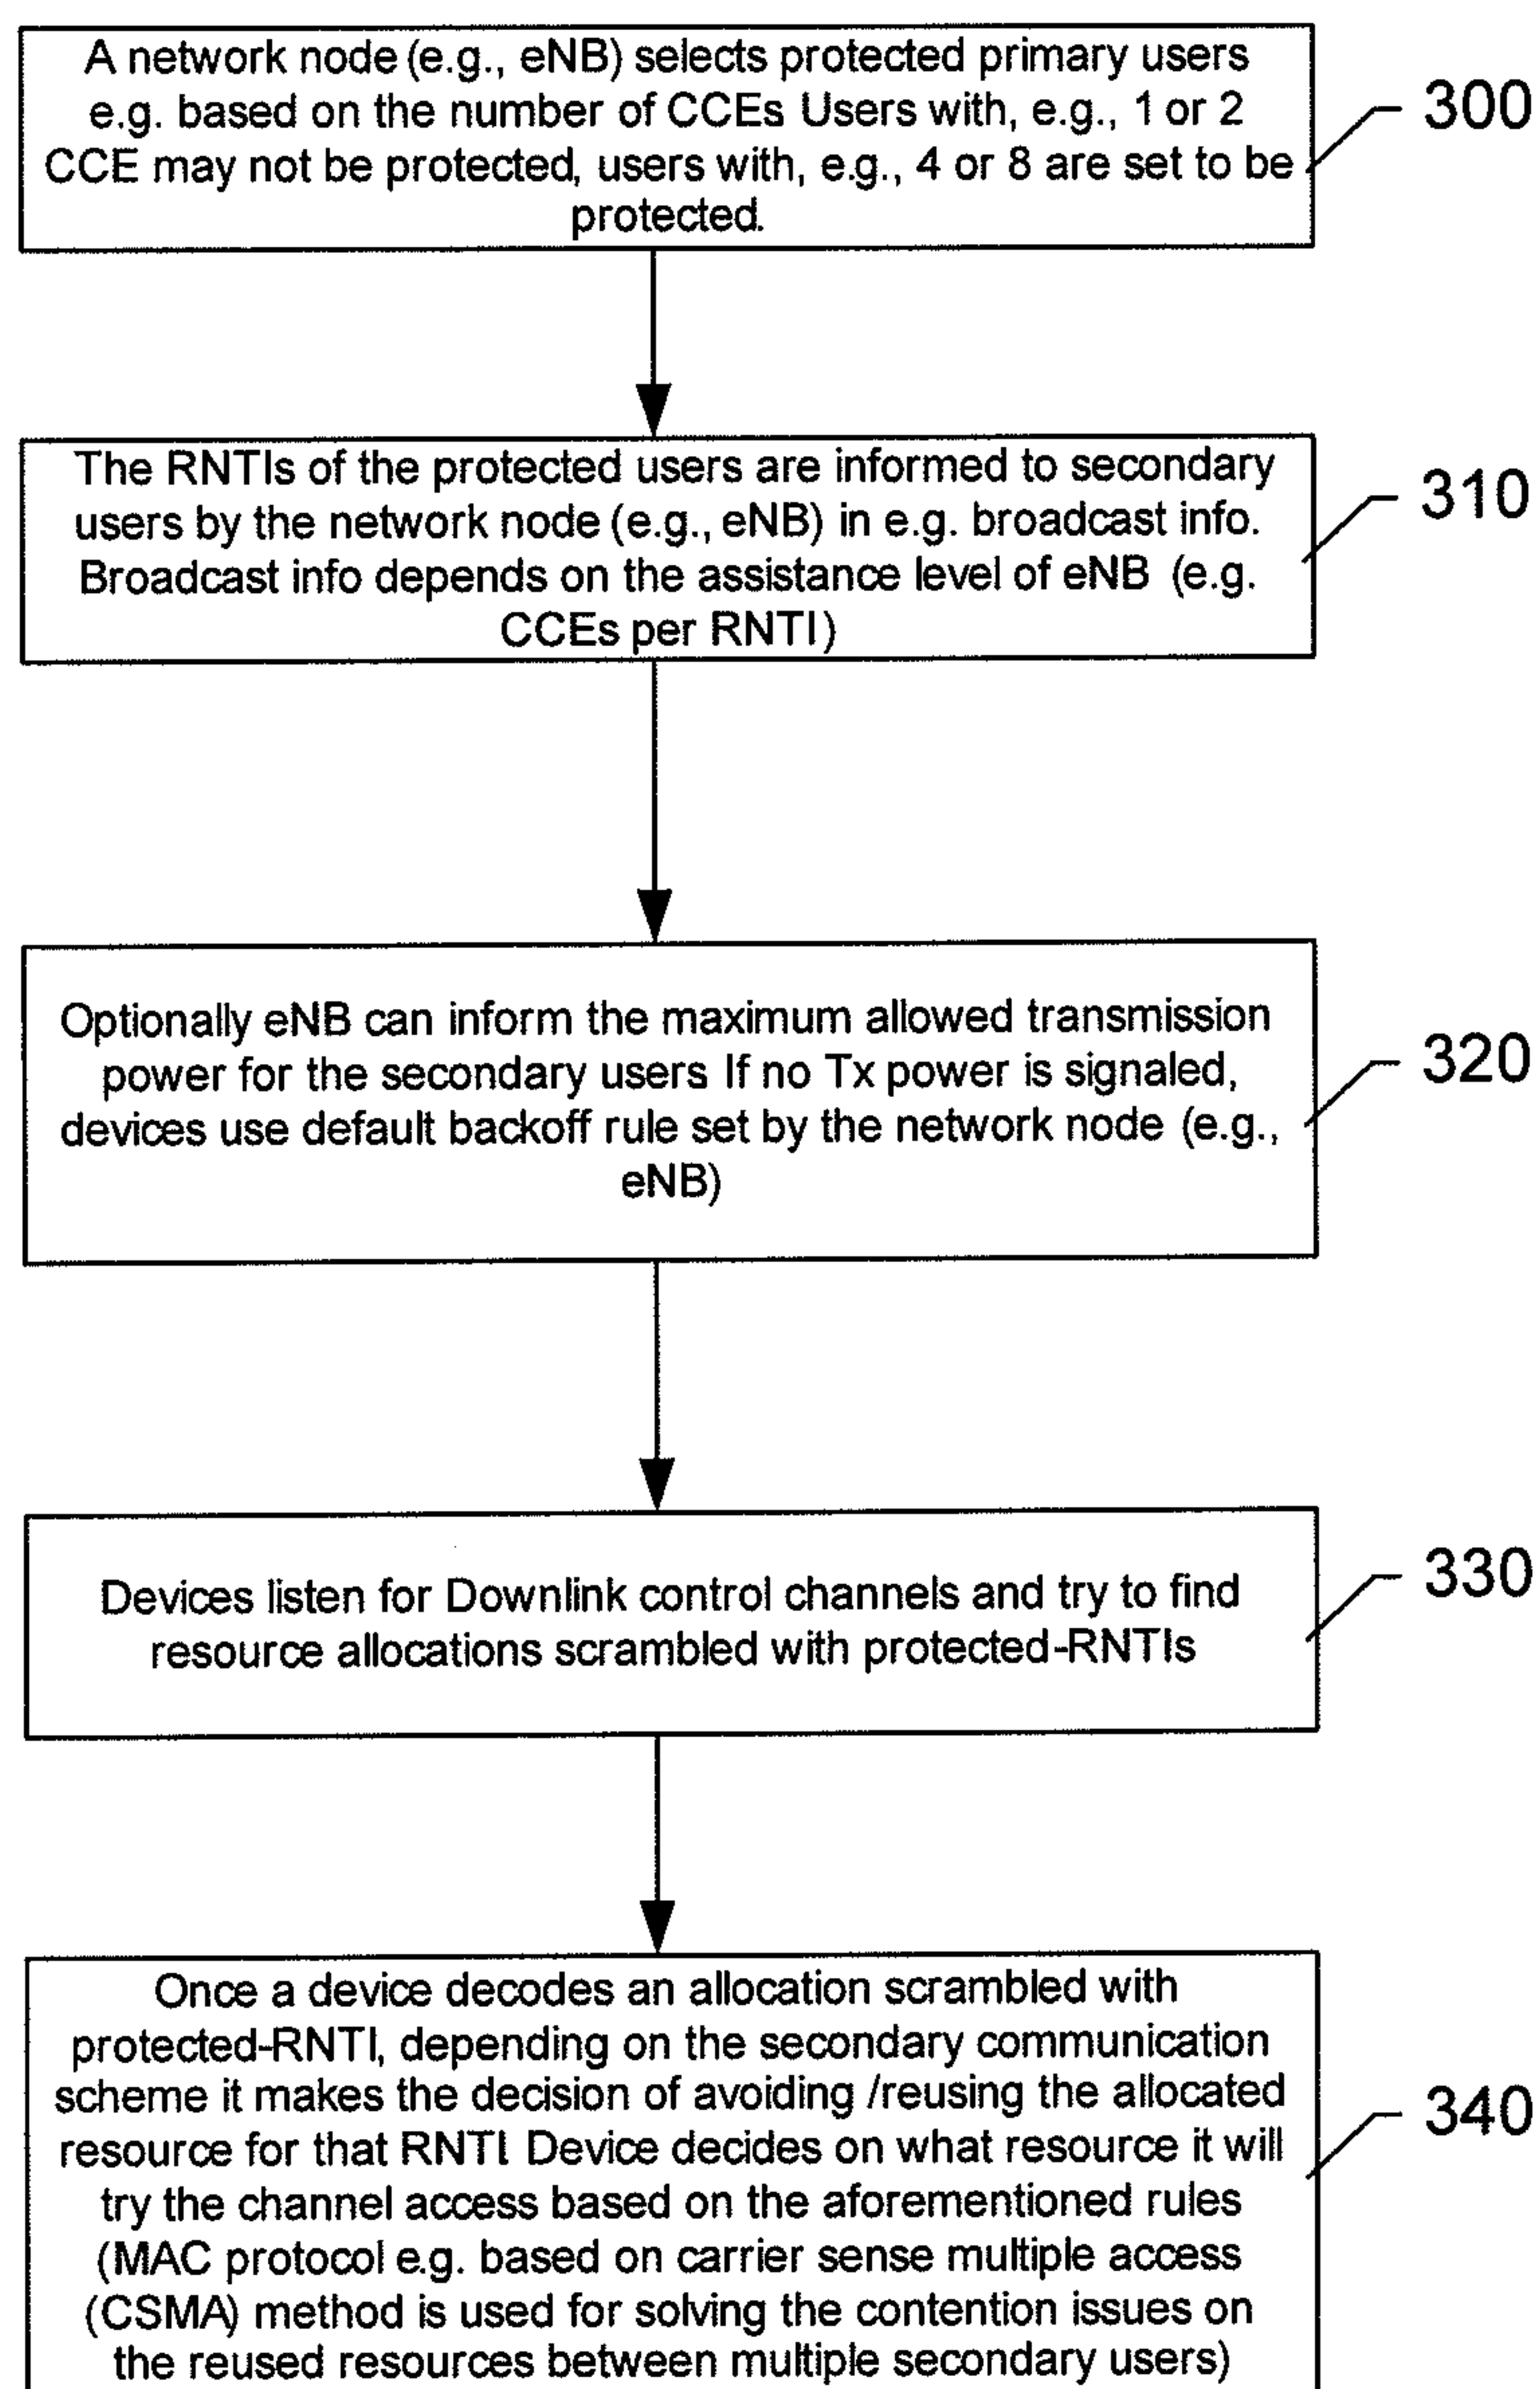 A network node (e.g., eNB) selects protected primary users
e.g. based on the number of CCEs Users with, e.g., 1 or 2
CCE may not be protected, users with, e.g., 4 or 8 are set to be
protected.
300
The RNTIs of the protected users are informed to secondary
users by the network node (e.g., eNB) in e.g. broadcast info.
Broadcast info depends on the assistance level of eNB (e.g.
CCEs per RNTI)
310
Optionally eNB can inform the maximum allowed transmission
power for the secondary users If no Tx power is signaled,
devices use default backoff rule set by the network node (e.g.,
eNB)
320
Devices listen for Downlink control channels and try to find
resource allocations scrambled with protected-RNTIs
330
Once a device decodes an allocation scrambled with
protected-RNTI, depending on the secondary communication
scheme it makes the decision of avoiding /reusing the allocated
resource for that RNTI. Device decides on what resource it will
try the channel access based on the aforementioned rules
(MAC protocol e.g. based on carrier sense multiple access
(CSMA) method is used for solving the contention issues on
the reused resources between multiple secondary users)
340